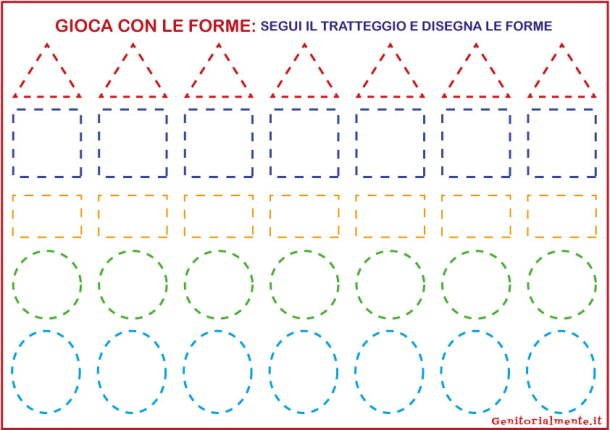 GIOCA CON LE FORME: SEGUI IL TRATTEGGIO E DISEGNA LE FORME
Genitorialmente.it